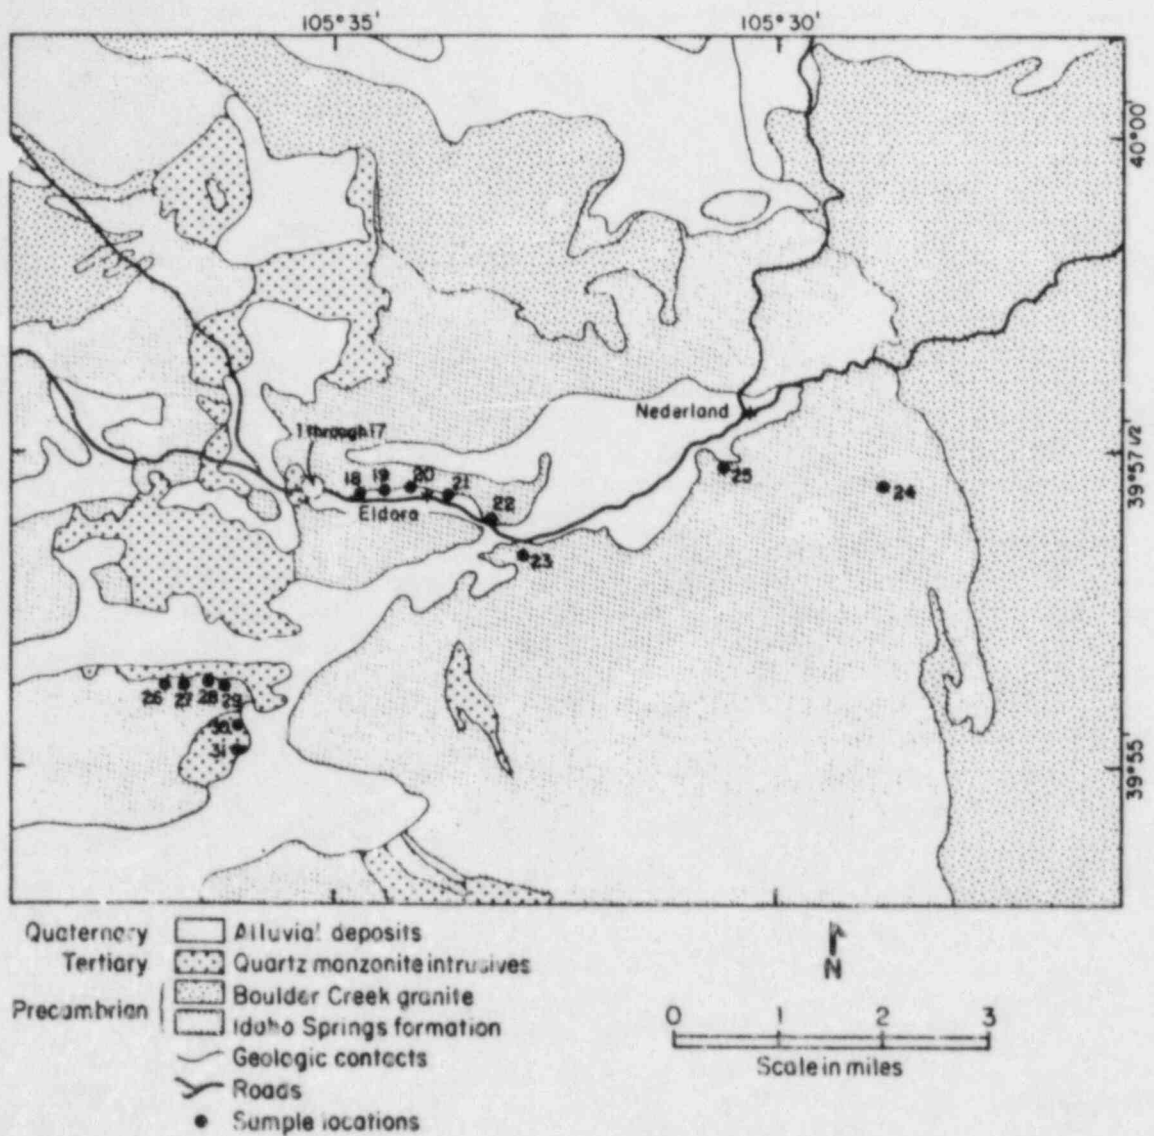 105°35'
105°30'
40°00'
Nederland
1 through 17
39°57 1/2'
18
19
20
21
25
24
22
Eldora
23
26
27
28
29
30
31
39°55'
Quaternary
Alluvial deposits
Tertiary
Quartz monzonite intrusives
Precambrian
Boulder Creek granite
Idaho Springs formation
Geologic contacts
Roads
Sample locations
N
0 1 2 3
Scale in miles